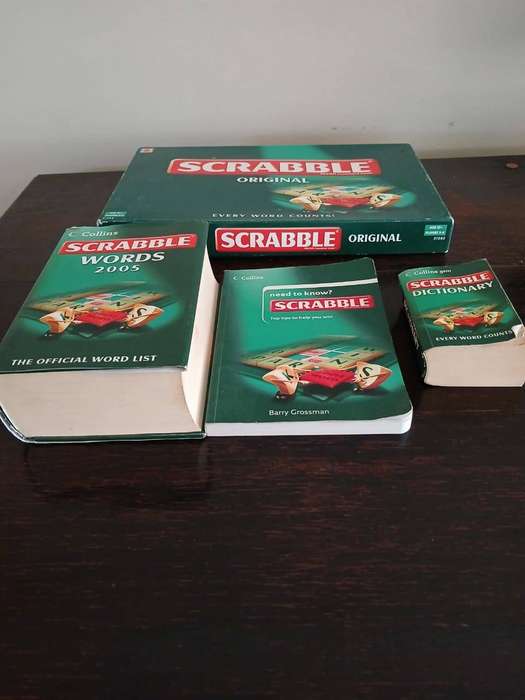 SCRABBLE
ORIGINAL
EVERY WORD COUNTS!
SCRABBLE
ORIGINAL
Collins
SCRABBLE
WORDS
2005
THE OFFICIAL WORD LIST
Collins
need to know?
SCRABBLE
Top tips to help you win!
Barry Grossman
Collins gem
SCRABBLE
DICTIONARY
EVERY WORD COUNTS!